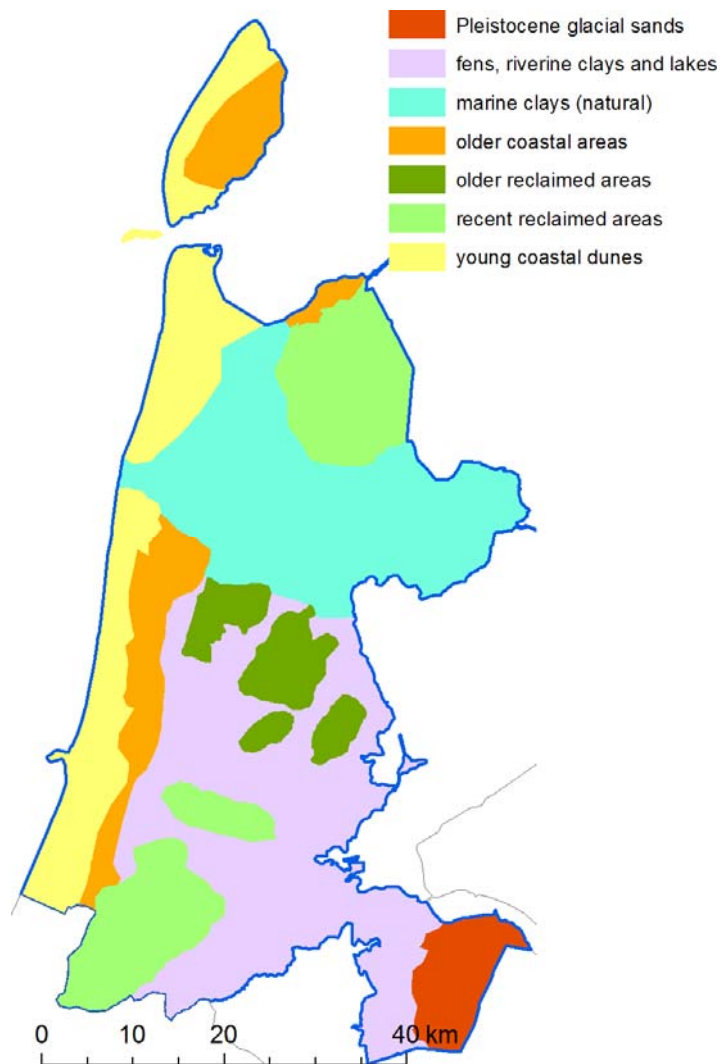 Pleistocene glacial sands
fens, riverine clays and lakes
marine clays (natural)
older coastal areas
older reclaimed areas
recent reclaimed areas
young coastal dunes
0 10 20 40 km